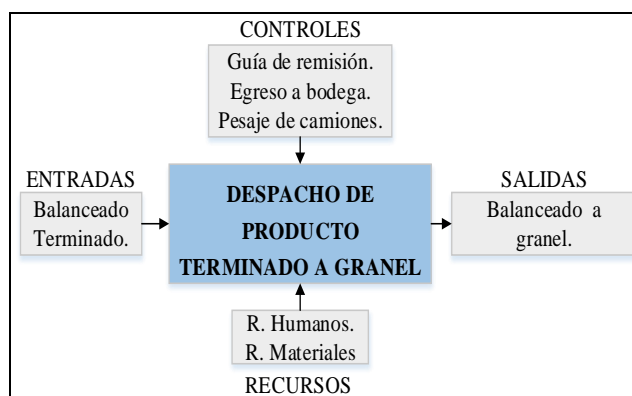 CONTROLES
Guía de remisión.
Egreso a bodega.
Pesaje de camiones.
ENTRADAS
Balanceado
Terminado.
DESPACHO DE
PRODUCTO
TERMINADO A GRANEL
SALIDAS
Balanceado a
granel.
R. Humanos.
R. Materiales
RECURSOS